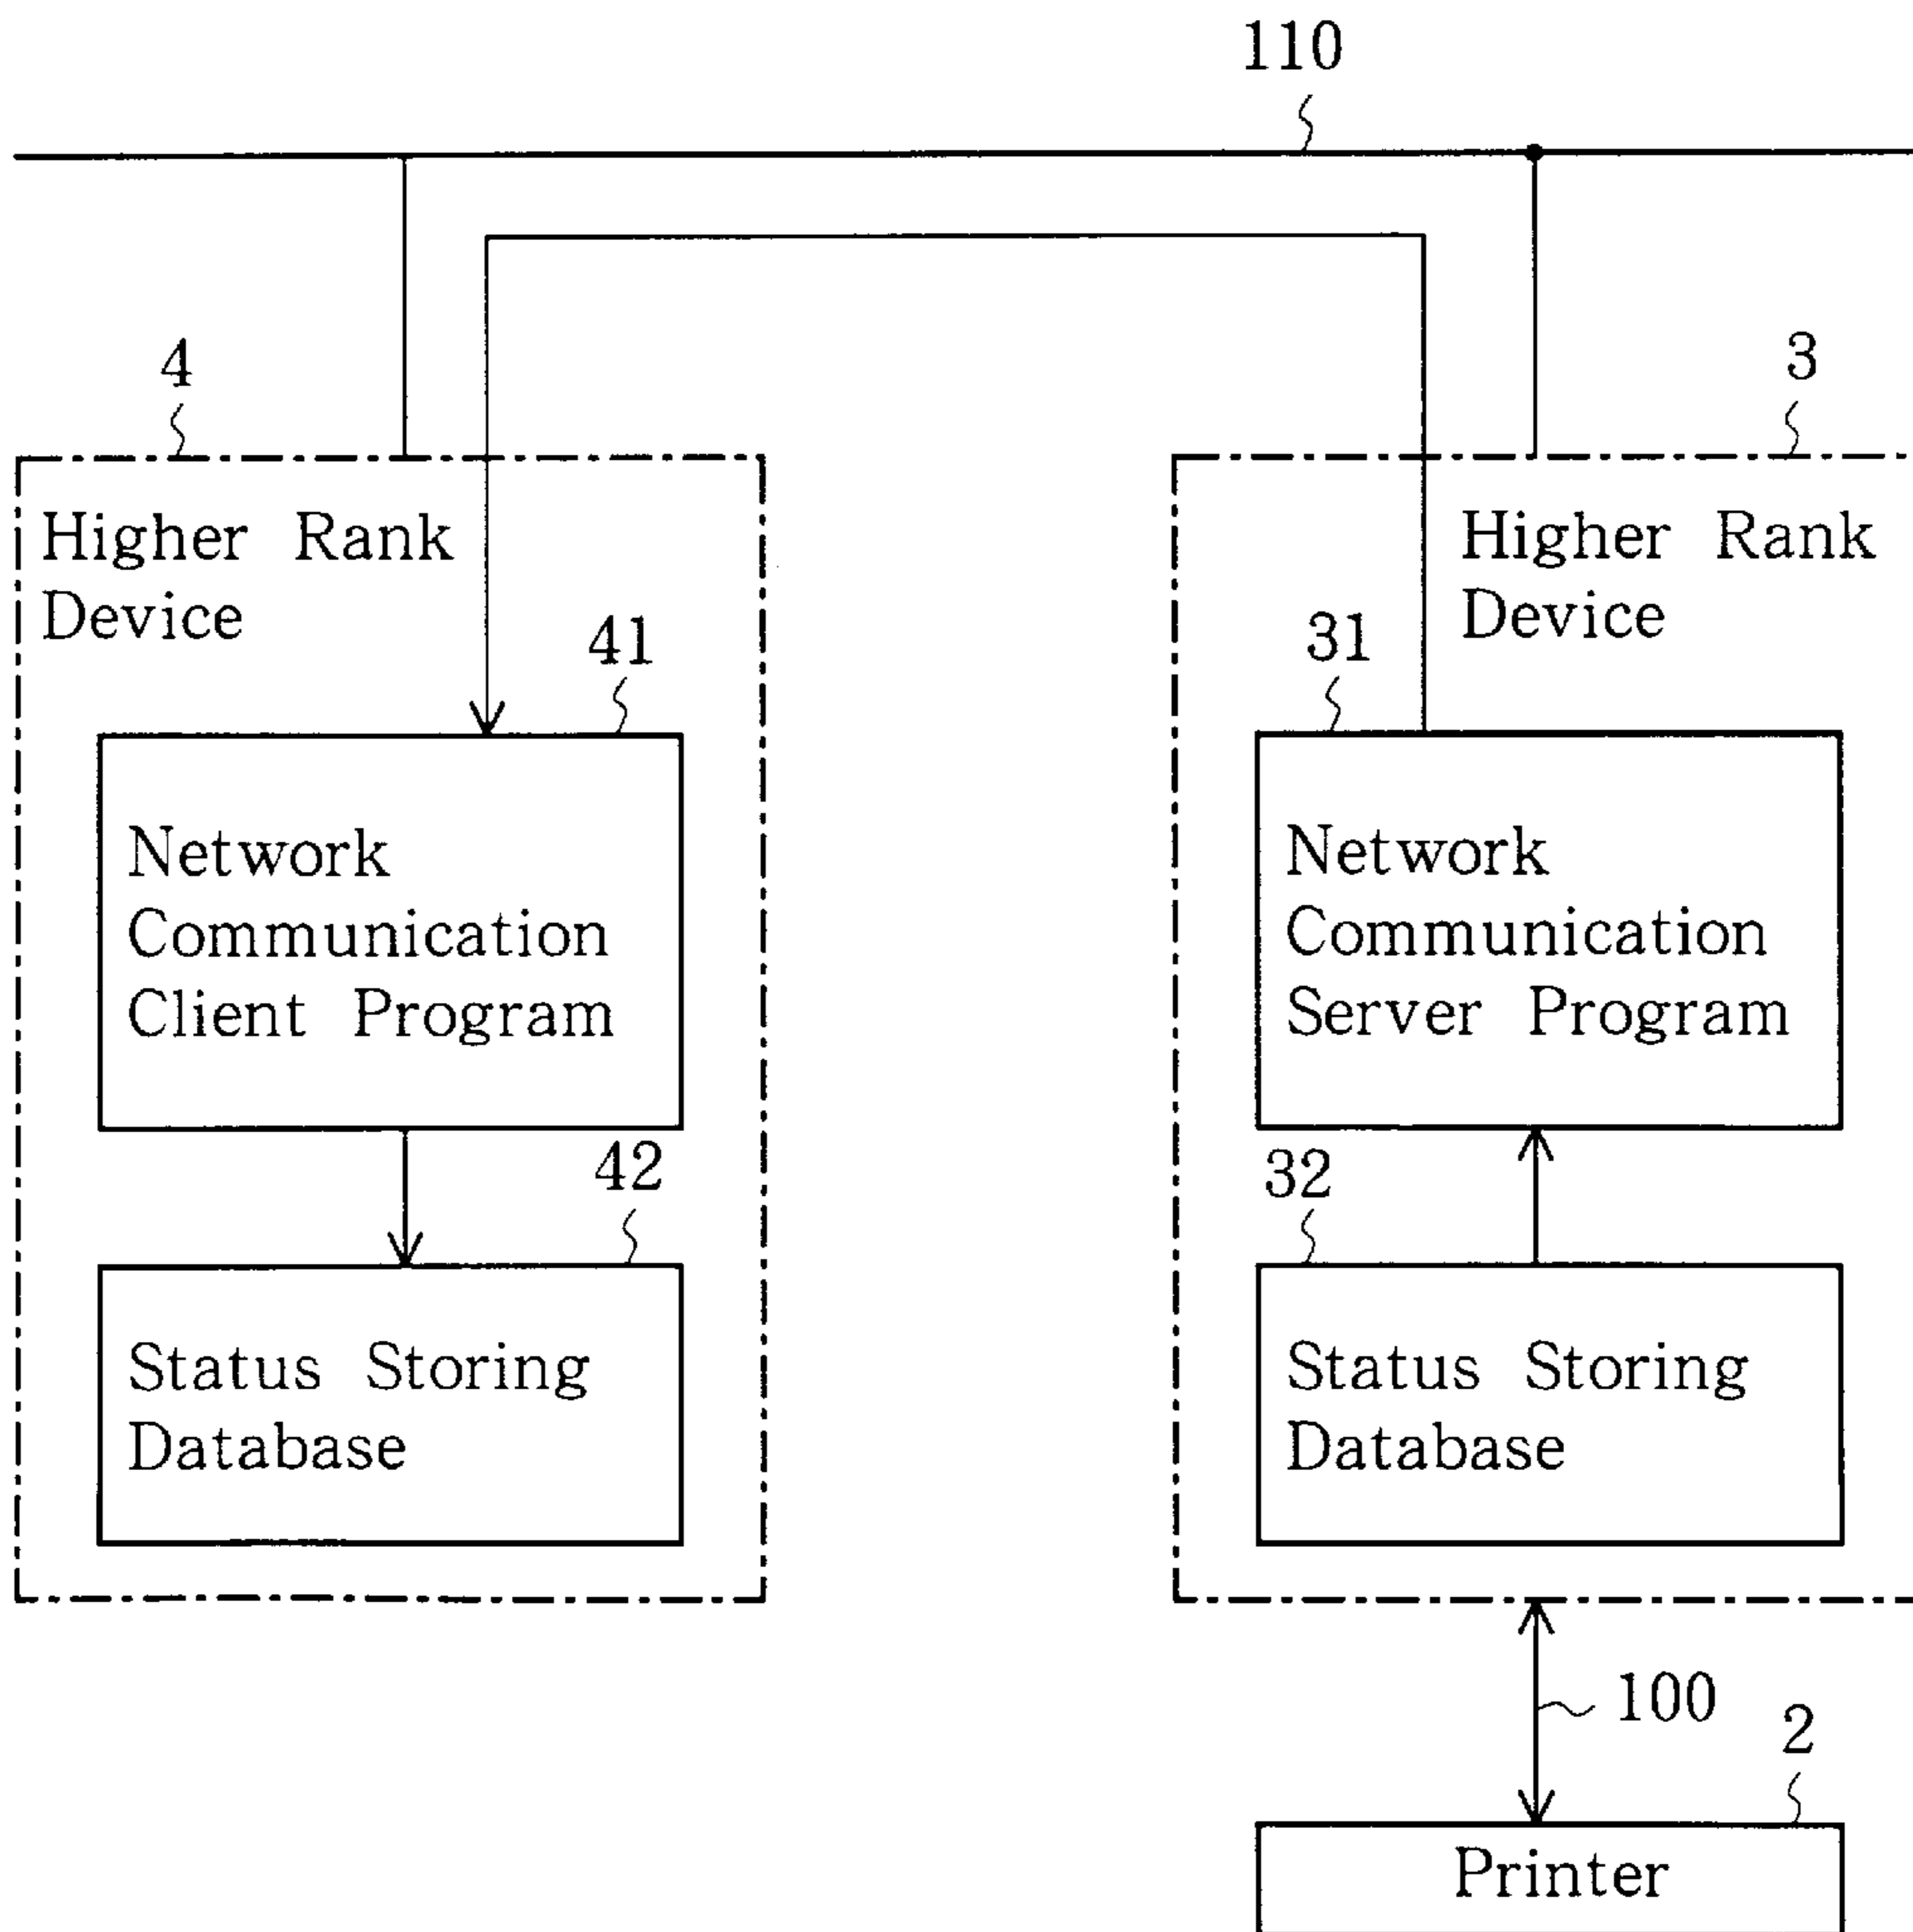 110
4
3
Higher Rank
Device
Higher Rank
Device
41
31
Network
Communication
Client Program
Network
Communication
Server Program
42
32
Status Storing
Database
Status Storing
Database
100
2
Printer